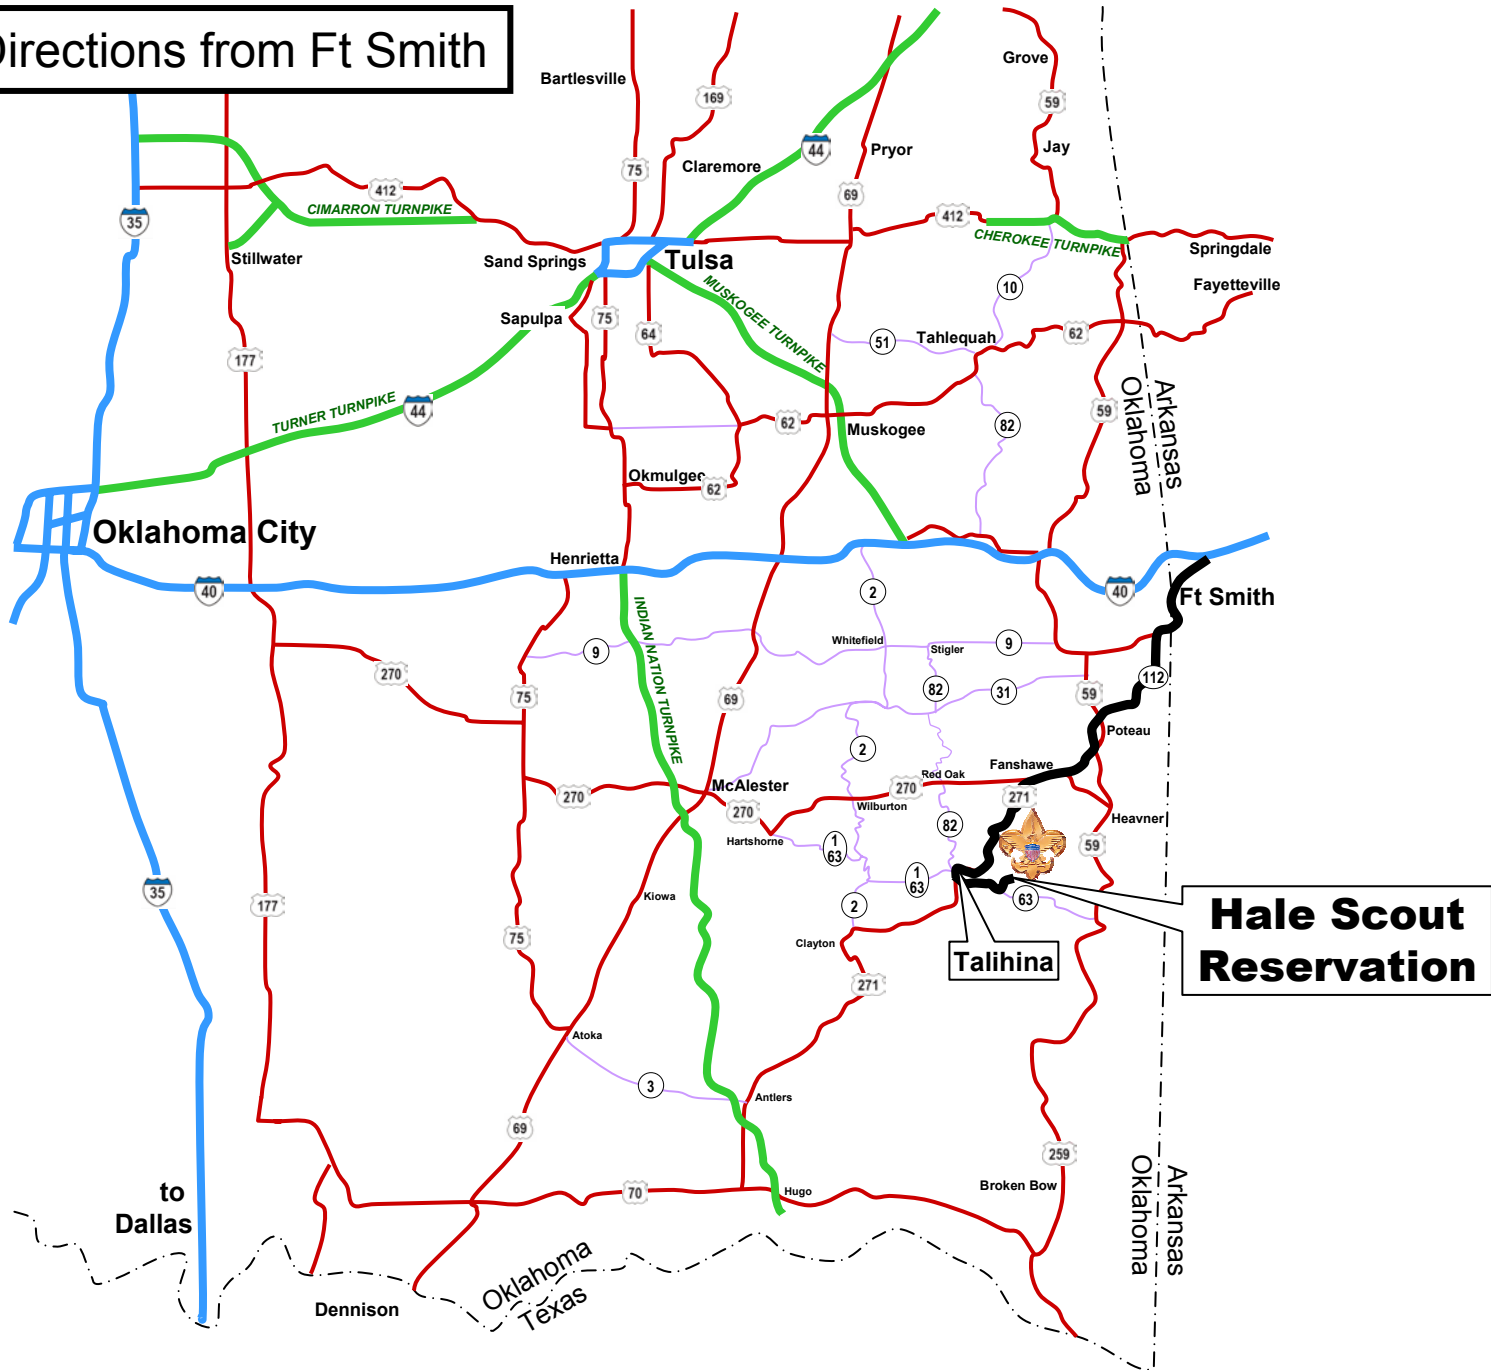 Directions from Ft Smith
Bartlesville
Grove
169
59
75
Claremore
44
Pryor
Jay
412
69
412
CIMARRON TURNPIKE
35
Stillwater
Sand Springs
Tulsa
CHEROKEE TURNPIKE
Springdale
Fayetteville
10
MUSKOGEE TURNPIKE
Sapulpa
75
64
51
Tahlequah
62
177
TURNER TURNPIKE
44
59
Arkansas
Oklahoma
62
Muskogee
82
Okmulgee
62
Oklahoma City
Henrietta
40
2
40
Ft Smith
INDIAN NATION TURNPIKE
9
Whitefield
Stigler
9
270
75
69
82
31
59
112
2
Poteau
Fanshawe
Red Oak
270
McAlester
270
270
Wilburton
271
Hartshorne
1
63
82
Heavner
59
35
177
Kiowa
1
63
63
2
Hale Scout
Reservation
75
Clayton
Talihina
271
Atoka
3
Antlers
69
259
to
Dallas
70
Hugo
Broken Bow
Arkansas
Oklahoma
Oklahoma
Texas
Dennison